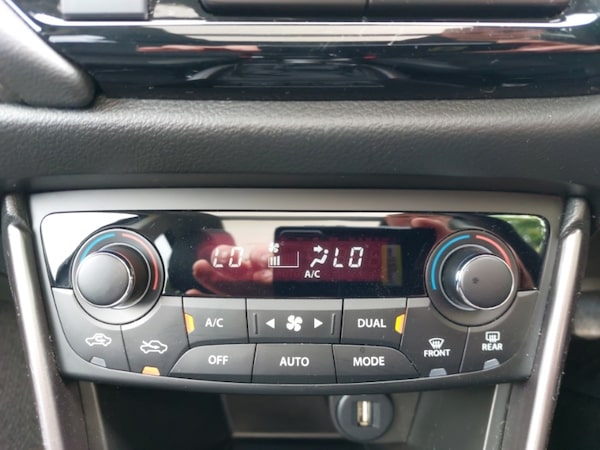 LO LO
A/C
A/C DUAL
FRONT REAR
OFF AUTO MODE